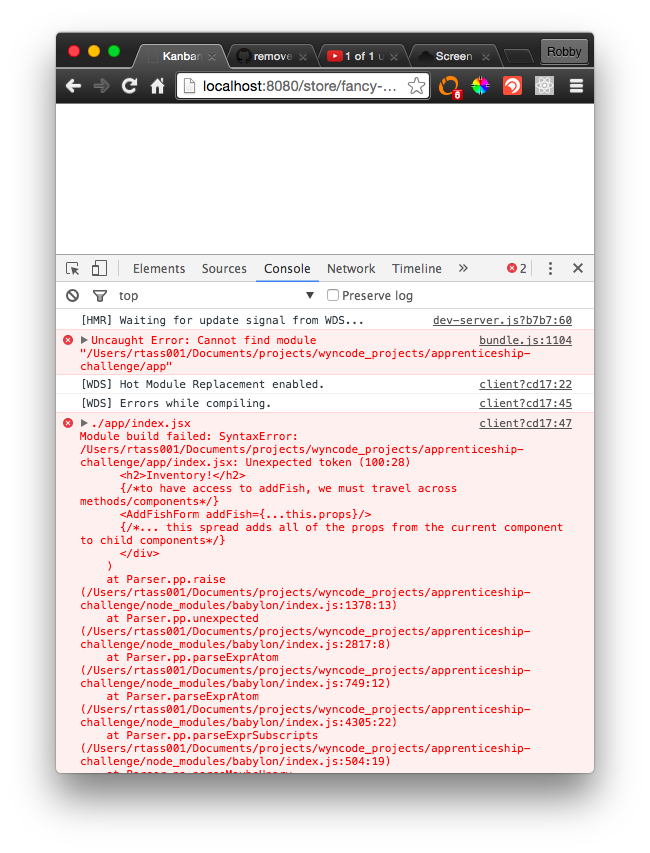 Kanban
remove
1 of 1 u
Screen
Robby
localhost:8080/store/fancy-...
6
Elements Sources Console Network Timeline » 2
top Preserve log
[HMR] Waiting for update signal from WDS... dev-server.js?b7b7:60
Uncaught Error: Cannot find module bundle.js:1104
"/Users/rtass001/Documents/projects/wyncode_projects/apprenticeship-
challenge/app"
[WDS] Hot Module Replacement enabled. client?cd17:22
[WDS] Errors while compiling. client?cd17:45
./app/index.jsx client?cd17:47
Module build failed: SyntaxError:
/Users/rtass001/Documents/projects/wyncode_projects/apprenticeship-
challenge/app/index.jsx: Unexpected token (100:28)
<h2>Inventory!</h2>
{/*to have access to addFish, we must travel across
methods/components*/}
<AddFishForm addFish={...this.props}/>
{/*... this spread adds all of the props from the current component
to child components*/}
</div>
)
at Parser.pp.raise
(/Users/rtass001/Documents/projects/wyncode_projects/apprenticeship-
challenge/node_modules/babylon/index.js:1378:13)
at Parser.pp.unexpected
(/Users/rtass001/Documents/projects/wyncode_projects/apprenticeship-
challenge/node_modules/babylon/index.js:2817:8)
at Parser.pp.parseExprAtom
(/Users/rtass001/Documents/projects/wyncode_projects/apprenticeship-
challenge/node_modules/babylon/index.js:749:12)
at Parser.parseExprAtom
(/Users/rtass001/Documents/projects/wyncode_projects/apprenticeship-
challenge/node_modules/babylon/index.js:4305:22)
at Parser.pp.parseExprSubscripts
(/Users/rtass001/Documents/projects/wyncode_projects/apprenticeship-
challenge/node_modules/babylon/index.js:504:19)